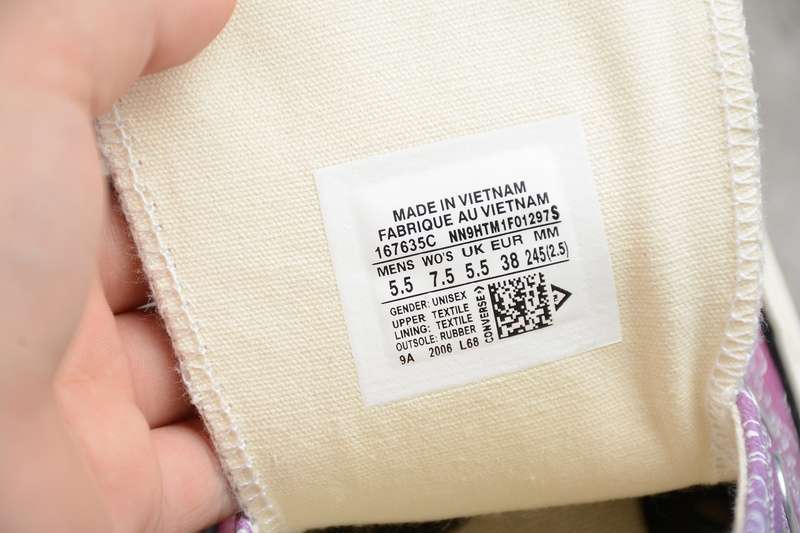 MADE IN VIETNAM
FABRIQUE AU VIETNAM
167635C NN9HTM1F01297S
MENS WO'S UK EUR MM
5.5 7.5 5.5 38 245(2.5)
GENDER: UNISEX
UPPER: TEXTILE
LINING: TEXTILE
OUTSOLE: RUBBER
9A 2006 L68
CONVERSE